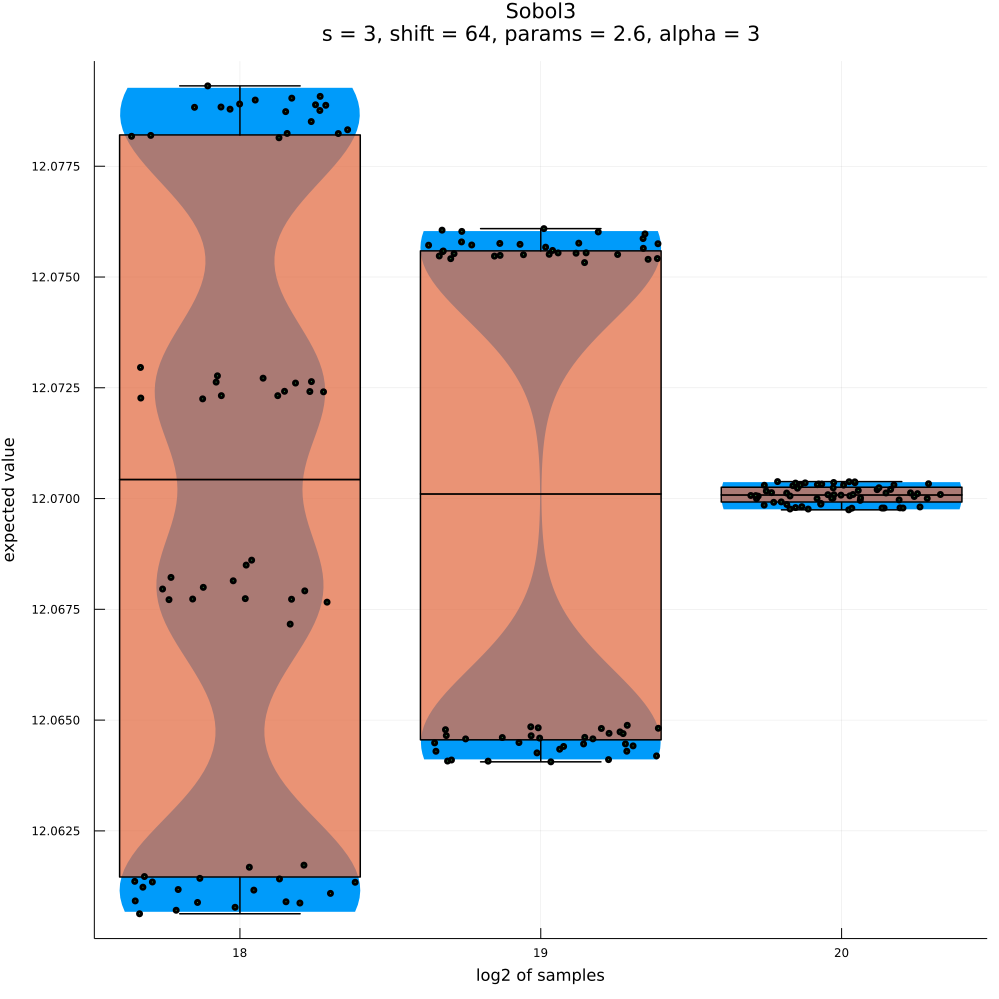 Sobol3
s = 3, shift = 64, params = 2.6, alpha = 3
12.0775
12.0750
12.0725
12.0700
12.0675
12.0650
12.0625
expected value
18
19
20
log2 of samples